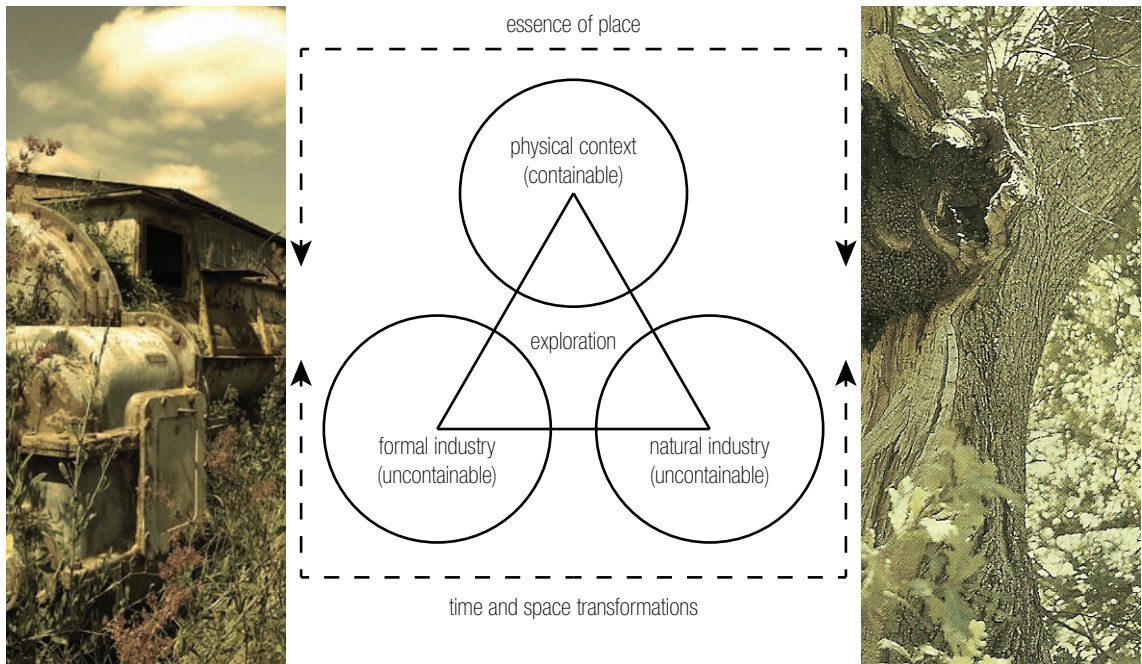 essence of place
physical context
(containable)
exploration
formal industry
(uncontainable)
natural industry
(uncontainable)
time and space transformations